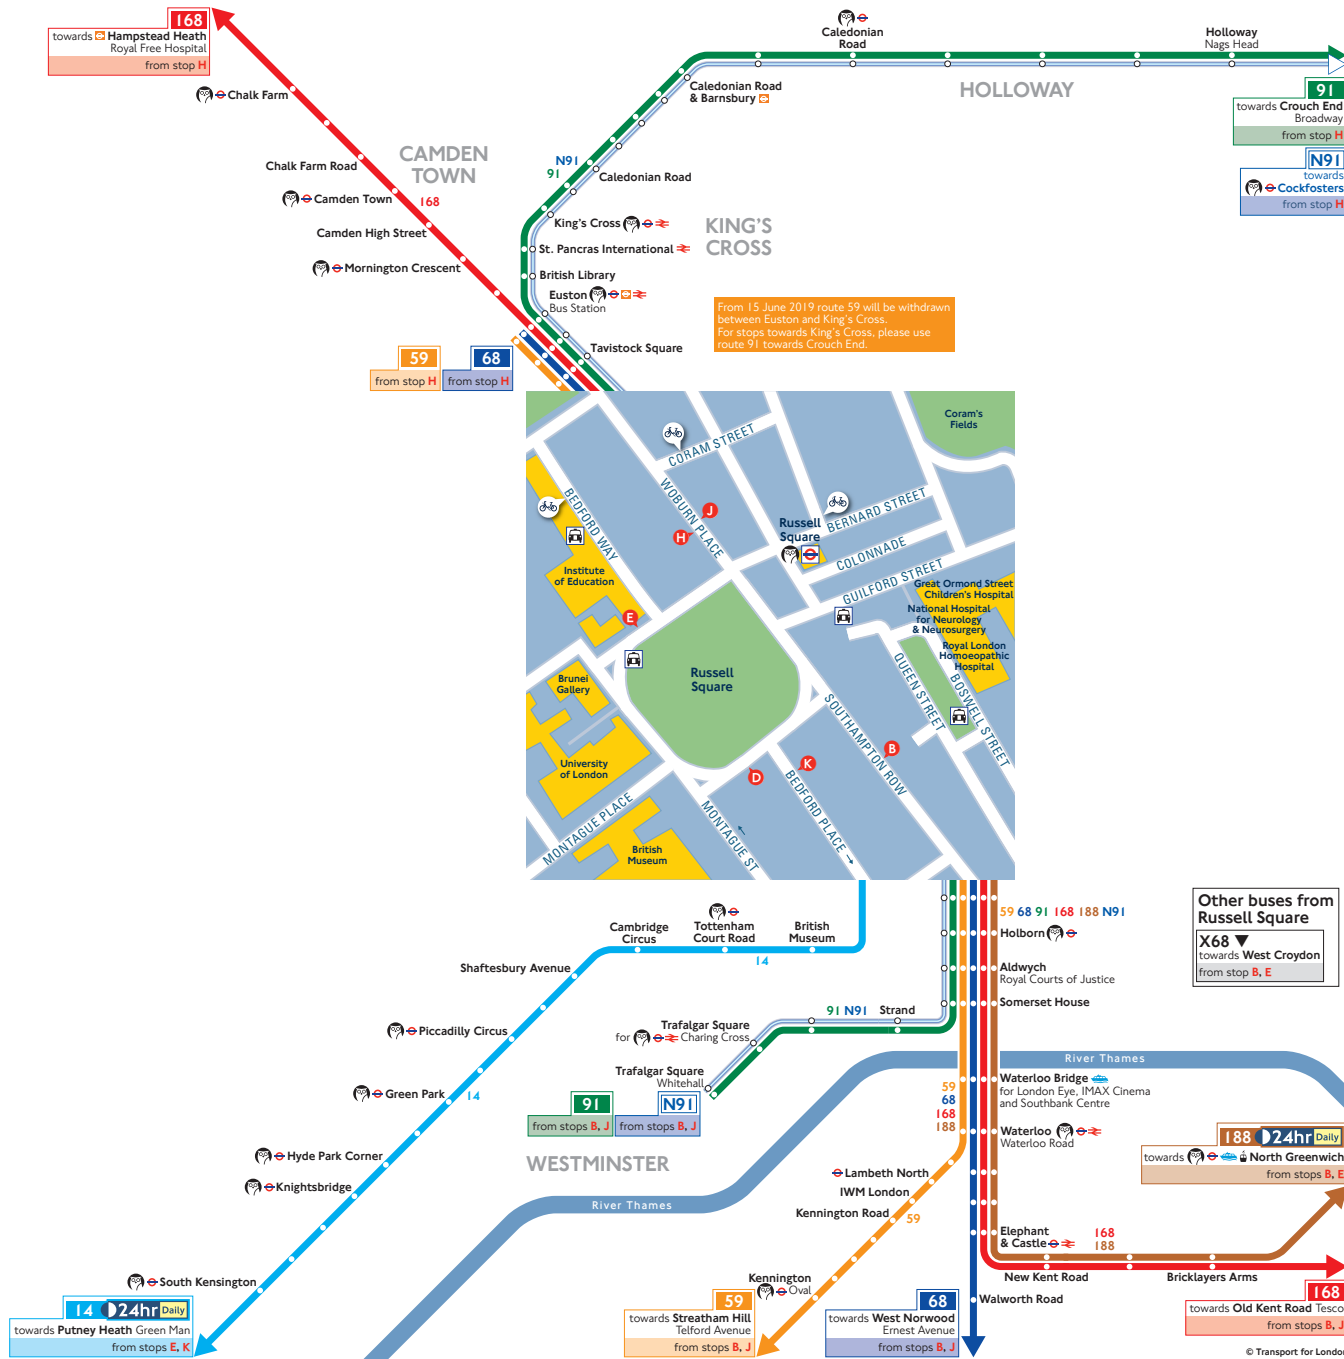 168
towards Hampstead Heath
Royal Free Hospital
from stop H
Chalk Farm
Chalk Farm Road
Camden Town
168
Camden High Street
Mornington Crescent
CAMDEN
TOWN
Caledonian
Road
Holloway
Nags Head
Caledonian Road
& Barnsbury
HOLLOWAY
91
towards Crouch End
Broadway
from stop H
N91
towards
Cockfosters
from stop H
N91
91
Caledonian Road
King's Cross
St. Pancras International
British Library
Euston
Bus Station
Tavistock Square
KING'S
CROSS
From 15 June 2019 route 59 will be withdrawn
between Euston and King's Cross.
For stops towards King's Cross, please use
route 91 towards Crouch End.
59
from stop H
68
from stop H
Coram's
Fields
CORAM STREET
WOBURN PLACE
BEDFORD WAY
J
H
Russell
Square
BERNARD STREET
COLONNADE
GUILFORD STREET
Institute
of Education
E
Great Ormond Street
Children's Hospital
National Hospital
for Neurology
& Neurosurgery
Royal London
Homoeopathic
Hospital
Brunei
Gallery
Russell
Square
QUEEN STREET
BOSWELL STREET
SOUTHAMPTON ROW
B
K
D
University
of London
BEDFORD PLACE
MONTAGUE PLACE
MONTAGUE ST
British
Museum
59 68 91 168 188 N91
Holborn
Aldwych
Royal Courts of Justice
Somerset House
Other buses from
Russell Square
X68
towards West Croydon
from stop B, E
Cambridge
Circus
Tottenham
Court Road
British
Museum
14
Shaftesbury Avenue
Piccadilly Circus
Green Park
14
Hyde Park Corner
Knightsbridge
South Kensington
14 24hr Daily
towards Putney Heath Green Man
from stops E, K
91 N91
Strand
Trafalgar Square
for Charing Cross
Trafalgar Square
Whitehall
91
from stops B, J
N91
from stops B, J
WESTMINSTER
River Thames
River Thames
59
68
168
188
Waterloo Bridge
for London Eye, IMAX Cinema
and Southbank Centre
Waterloo
Waterloo Road
188 24hr Daily
towards North Greenwich
from stops B, E
Lambeth North
IWM London
Kennington Road
59
Kennington
Oval
Elephant
& Castle
168
188
New Kent Road
Bricklayers Arms
Walworth Road
59
towards Streatham Hill
Telford Avenue
from stops B, J
68
towards West Norwood
Ernest Avenue
from stops B, J
168
towards Old Kent Road Tesco
from stops B, J
© Transport for London